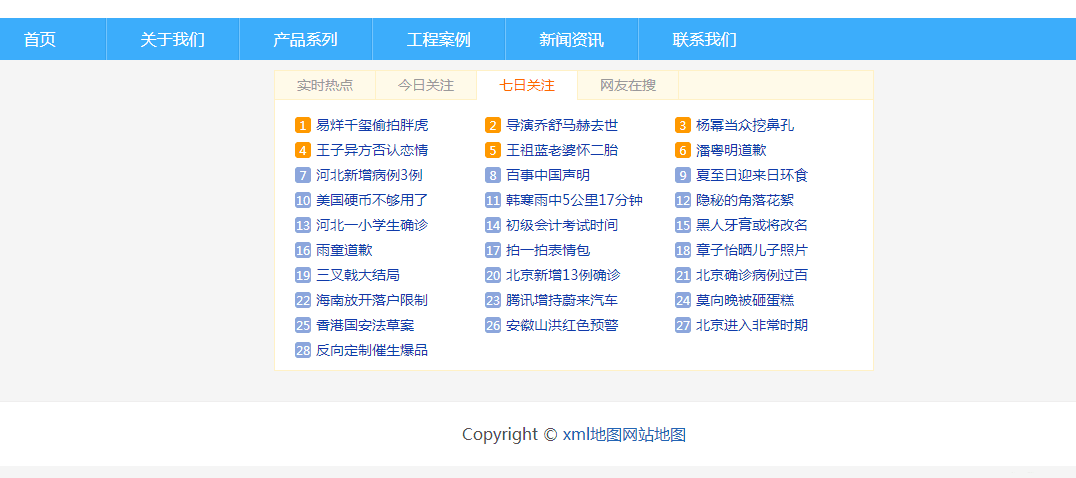 首页 关于我们 产品系列 工程案例 新闻资讯 联系我们
实时热点 今日关注 七日关注 网友在搜
1 易烊千玺偷拍胖虎 2 导演乔舒马赫去世 3 杨幂当众挖鼻孔
4 王子异方否认恋情 5 王祖蓝老婆怀二胎 6 潘粤明道歉
7 河北新增病例3例 8 百事中国声明 9 夏至日迎来日环食
10 美国硬币不够用了 11 韩寒雨中5公里17分钟 12 隐秘的角落花絮
13 河北一小学生确诊 14 初级会计考试时间 15 黑人牙膏或将改名
16 雨童道歉 17 拍一拍表情包 18 章子怡晒儿子照片
19 三叉戟大结局 20 北京新增13例确诊 21 北京确诊病例过百
22 海南放开落户限制 23 腾讯增持蔚来汽车 24 莫向晚被砸蛋糕
25 香港国安法草案 26 安徽山洪红色预警 27 北京进入非常时期
28 反向定制催生爆品
Copyright © xml地图网站地图